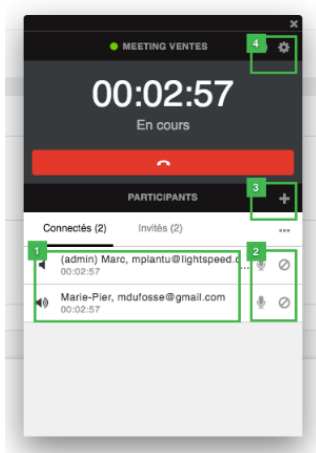 MEETING VENTES
4
00:02:57
En cours
PARTICIPANTS
3
Connectés (2)
Invités (2)
...
1
2
(admin) Marc, mplantu@lightspeed.c...
00:02:57
Marie-Pier, mdufosse@gmail.com
00:02:57